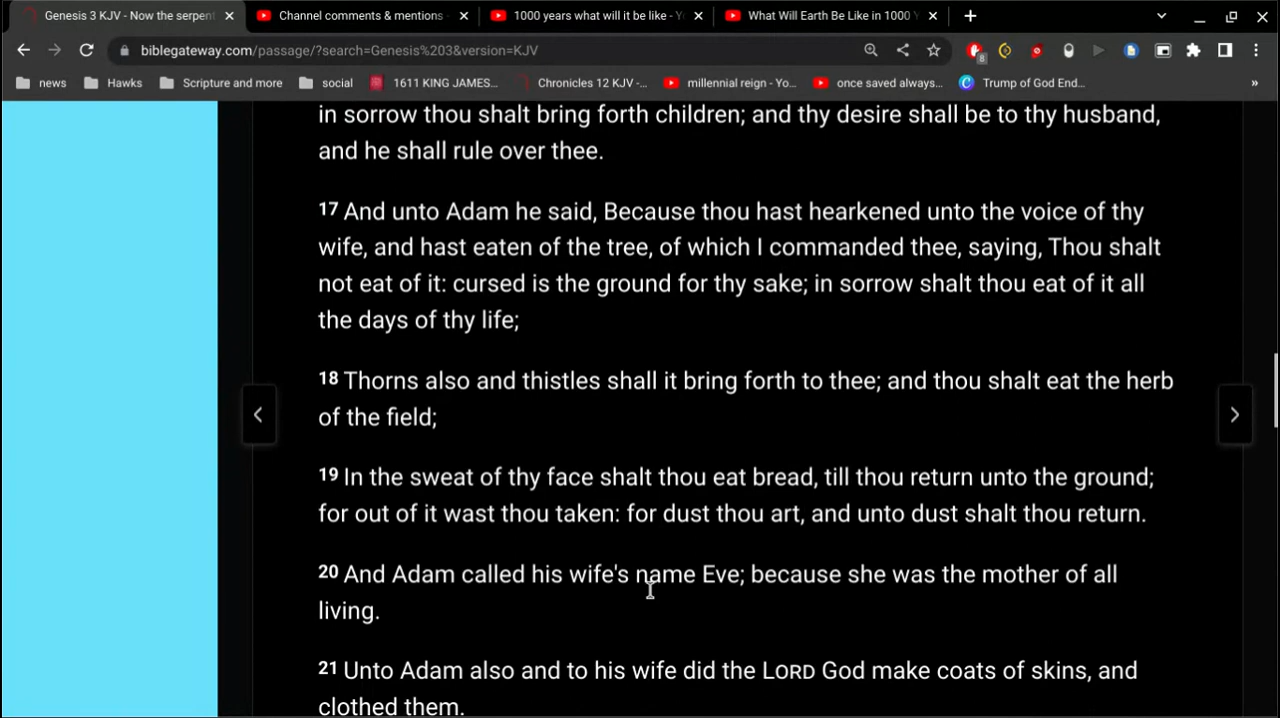 Genesis 3 KJV - Now the serpent
Channel comments & mentions
1000 years what will it be like - Yo
What Will Earth Be Like in 1000 Y
biblegateway.com/passage/?search=Genesis%203&version=KJV
8
news
Hawks
Scripture and more
social
1611 KING JAMES...
Chronicles 12 KJV -...
millennial reign - Yo...
once saved always...
Trump of God End...
»
in sorrow thou shalt bring forth children; and thy desire shall be to thy husband,
and he shall rule over thee.
17 And unto Adam he said, Because thou hast hearkened unto the voice of thy
wife, and hast eaten of the tree, of which I commanded thee, saying, Thou shalt
not eat of it: cursed is the ground for thy sake; in sorrow shalt thou eat of it all
the days of thy life;
18 Thorns also and thistles shall it bring forth to thee; and thou shalt eat the herb
of the field;
19 In the sweat of thy face shalt thou eat bread, till thou return unto the ground;
for out of it wast thou taken: for dust thou art, and unto dust shalt thou return.
20 And Adam called his wife's name Eve; because she was the mother of all
living.
21 Unto Adam also and to his wife did the LORD God make coats of skins, and
clothed them.